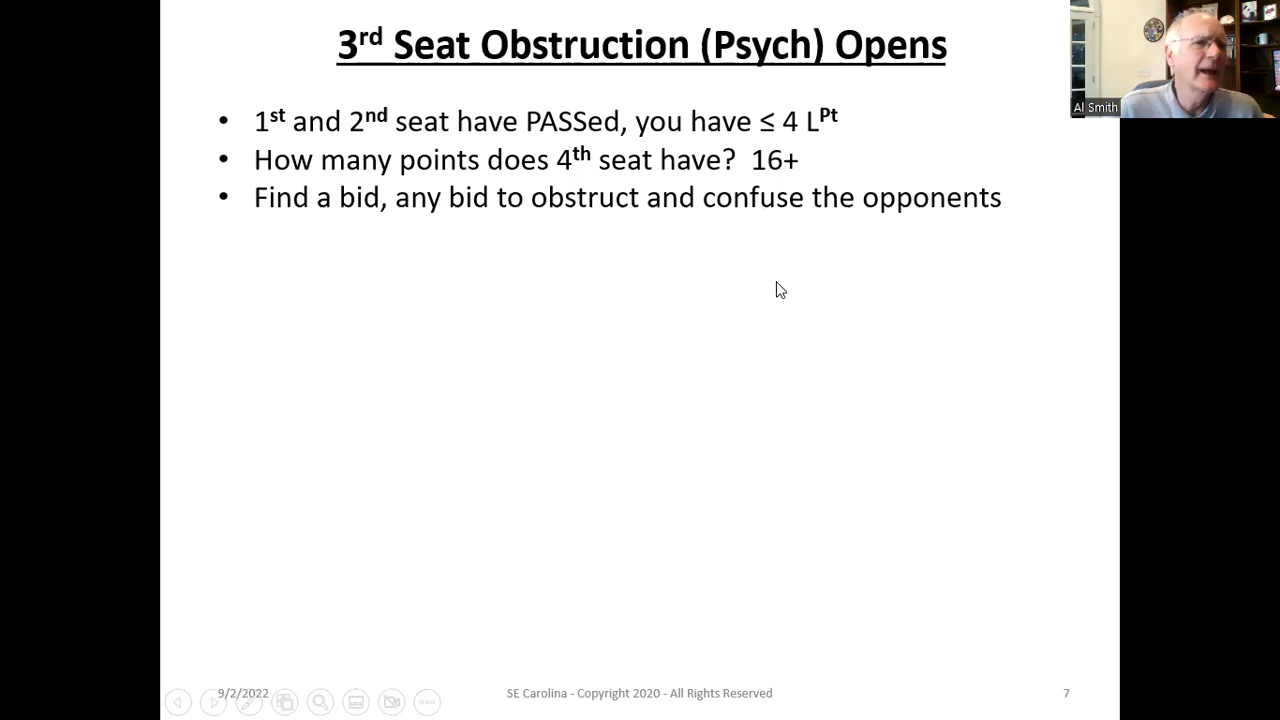 3rd Seat Obstruction (Psych) Opens
Al Smith
• 1st and 2nd seat have PASSed, you have ≤ 4 LPt
• How many points does 4th seat have? 16+
• Find a bid, any bid to obstruct and confuse the opponents
9/2/2022
SE Carolina - Copyright 2020 - All Rights Reserved
7